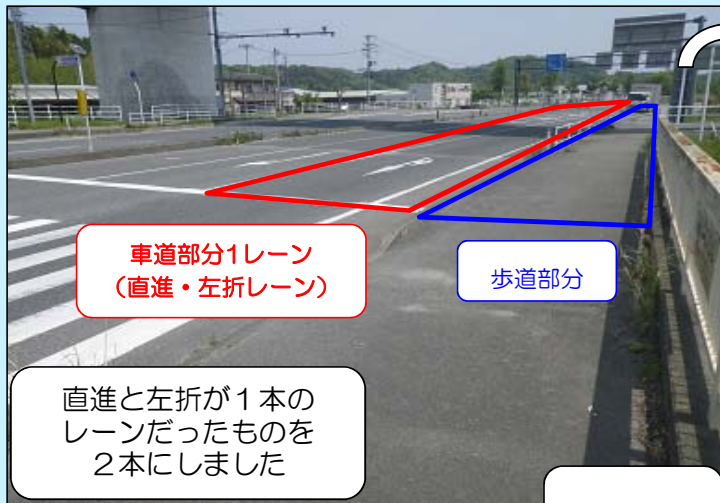 車道部分1レーン
（直進・左折レーン）
歩道部分
直進と左折が１本の
レーンだったものを
２本にしました